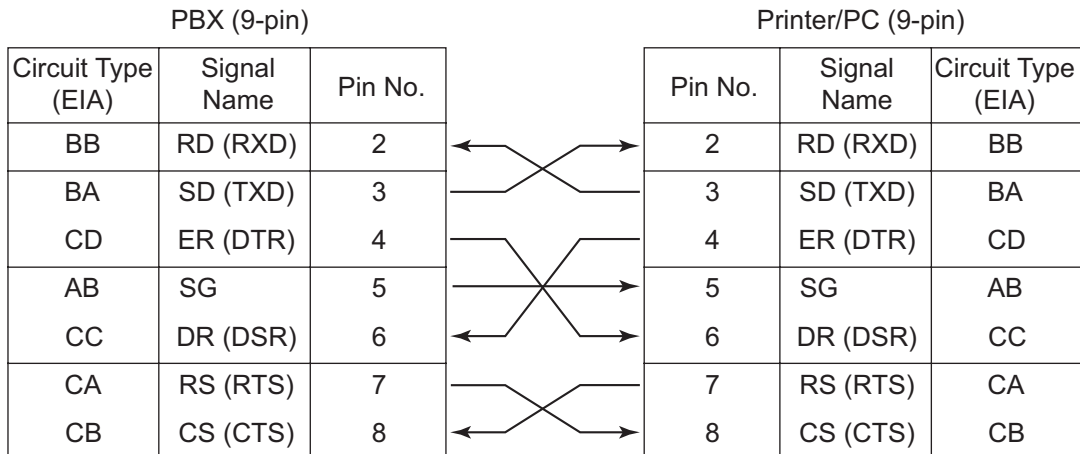 PBX (9-pin) Printer/PC (9-pin)
Circuit Type (EIA) Signal Name Pin No. Pin No. Signal Name Circuit Type (EIA)
BB RD (RXD) 2 2 RD (RXD) BB
BA SD (TXD) 3 3 SD (TXD) BA
CD ER (DTR) 4 4 ER (DTR) CD
AB SG 5 5 SG AB
CC DR (DSR) 6 6 DR (DSR) CC
CA RS (RTS) 7 7 RS (RTS) CA
CB CS (CTS) 8 8 CS (CTS) CB